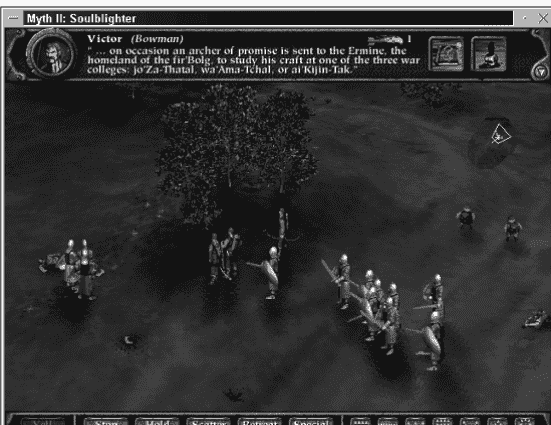 Myth II: Soulblighter
Victor (Bowman)
1
" ... on occasion an archer of promise is sent to the Ermine, the
homeland of the fir'Bolg, to study his craft at one of the three war
colleges: jo'Za-Thatal, wa'Ama-Tchal, or ai'Kijin-Tak."
Stop Hold Scatter Retreat Special